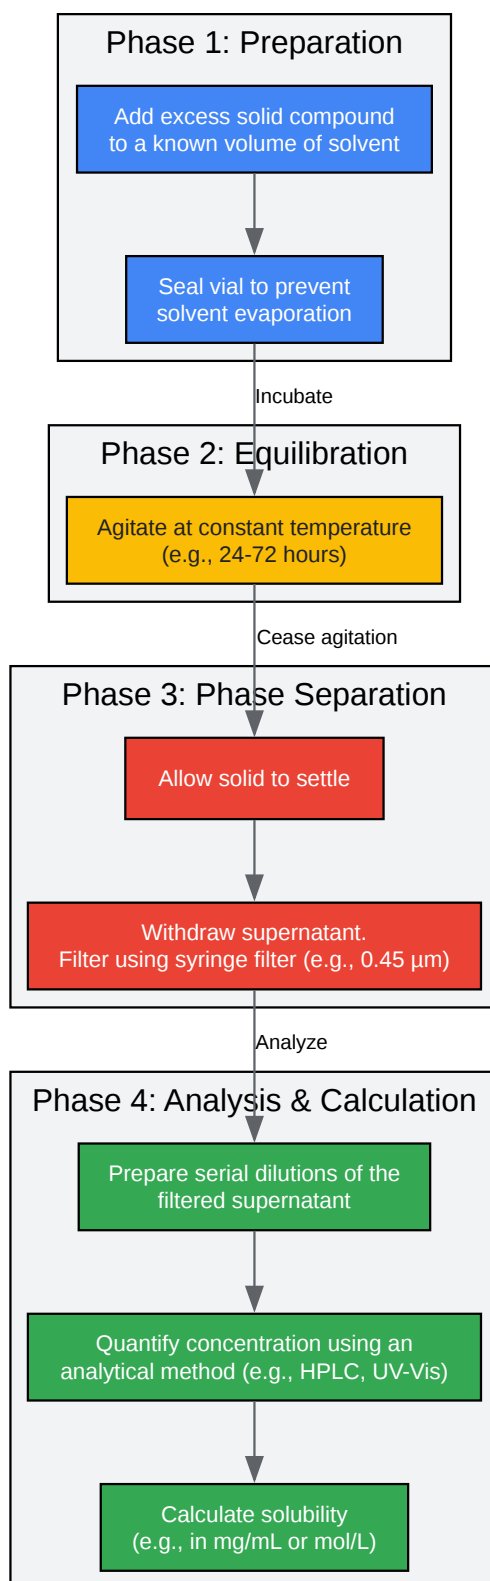 Phase 1: Preparation
Add excess solid compound
to a known volume of solvent
Seal vial to prevent
solvent evaporation
Incubate
Phase 2: Equilibration
Agitate at constant temperature
(e.g., 24-72 hours)
Cease agitation
Phase 3: Phase Separation
Allow solid to settle
Withdraw supernatant.
Filter using syringe filter (e.g., 0.45 µm)
Analyze
Phase 4: Analysis & Calculation
Prepare serial dilutions of the
filtered supernatant
Quantify concentration using an
analytical method (e.g., HPLC, UV-Vis)
Calculate solubility
(e.g., in mg/mL or mol/L)